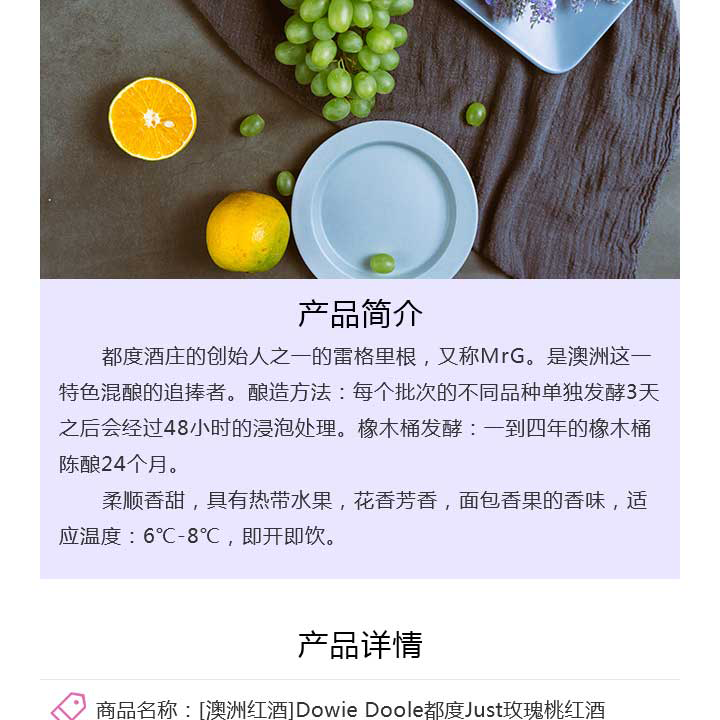 产品简介
都度酒庄的创始人之一的雷格里根，又称MrG。是澳洲这一
特色混酿的追捧者。酿造方法：每个批次的不同品种单独发酵3天
之后会经过48小时的浸泡处理。橡木桶发酵：一到四年的橡木桶
陈酿24个月。
柔顺香甜，具有热带水果，花香芳香，面包香果的香味，适
应温度：6℃-8℃，即开即饮。
产品详情
商品名称：[澳洲红酒]Dowie Doole都度Just玫瑰桃红酒